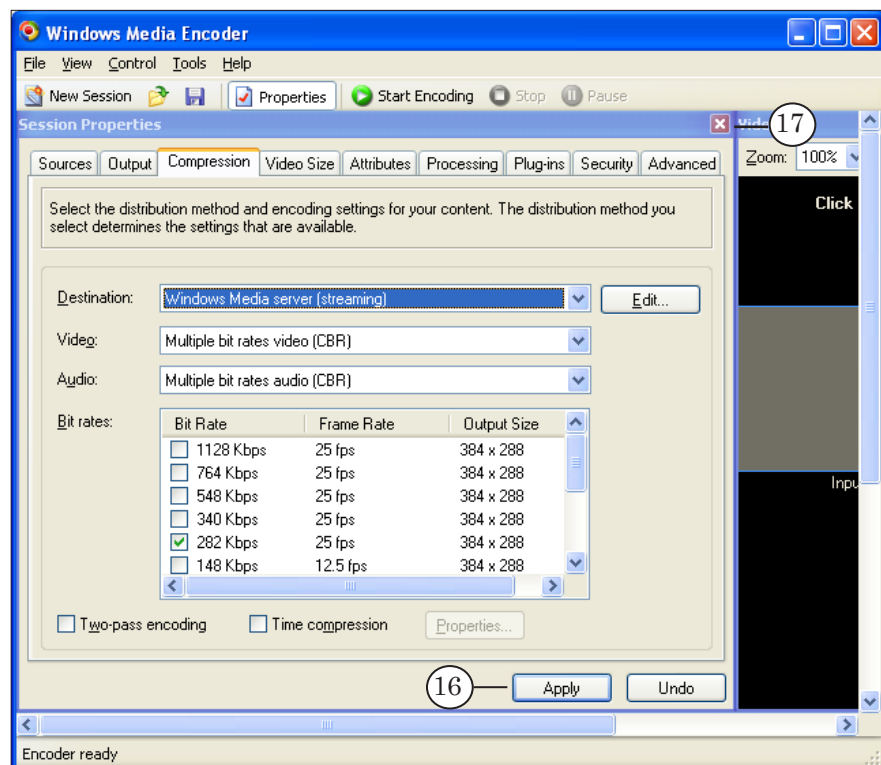 Windows Media Encoder
File View Control Tools Help
New Session Properties Start Encoding Stop Pause
Session Properties
17
Sources Output Compression Video Size Attributes Processing Plug-ins Security Advanced
Zoom: 100%
Select the distribution method and encoding settings for your content. The distribution method you
select determines the settings that are available.
Click
Destination: Windows Media server (streaming) Edit...
Video: Multiple bit rates video (CBR)
Audio: Multiple bit rates audio (CBR)
Bit rates: Bit Rate Frame Rate Output Size
1128 Kbps 25 fps 384 x 288
764 Kbps 25 fps 384 x 288
548 Kbps 25 fps 384 x 288
340 Kbps 25 fps 384 x 288
282 Kbps 25 fps 384 x 288
148 Kbps 12.5 fps 384 x 288
Inpu
Two-pass encoding Time compression Properties...
16 Apply Undo
Encoder ready